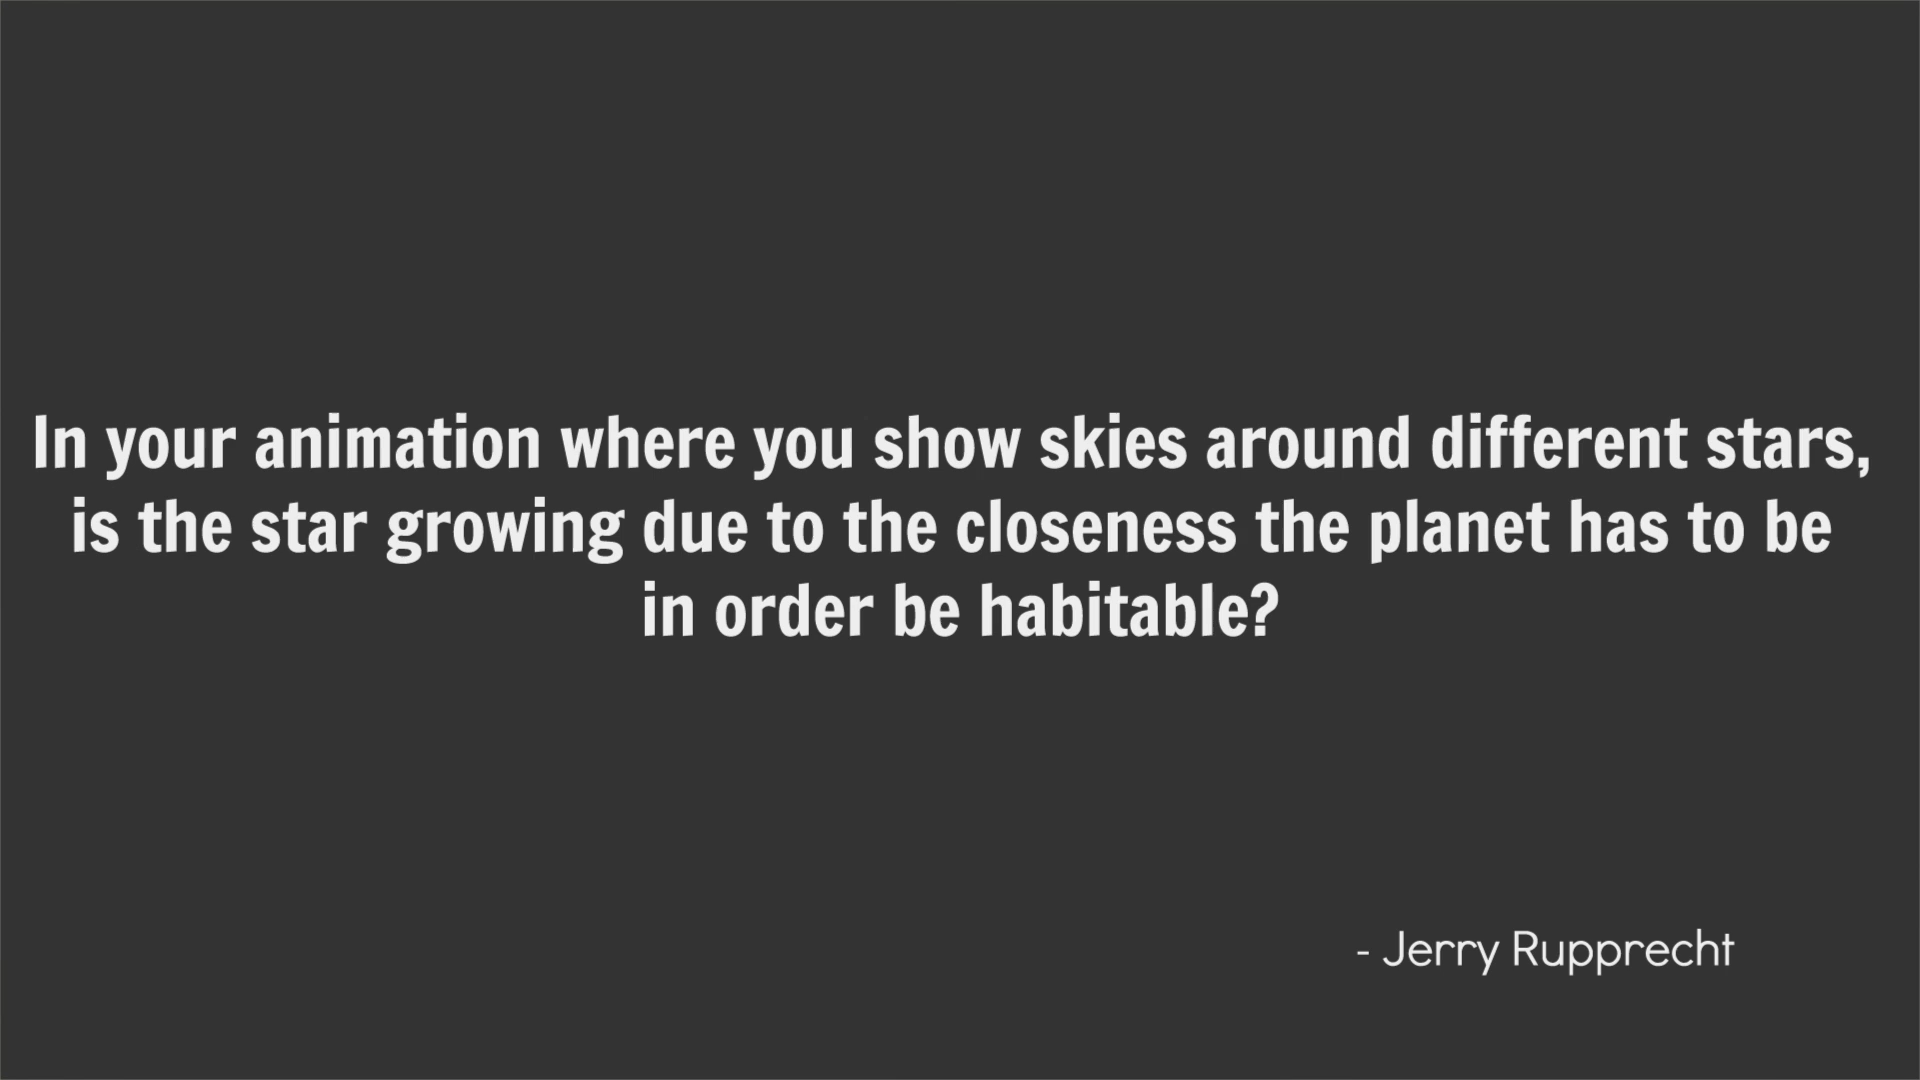 In your animation where you show skies around different stars,
is the star growing due to the closeness the planet has to be
in order be habitable?
- Jerry Rupprecht